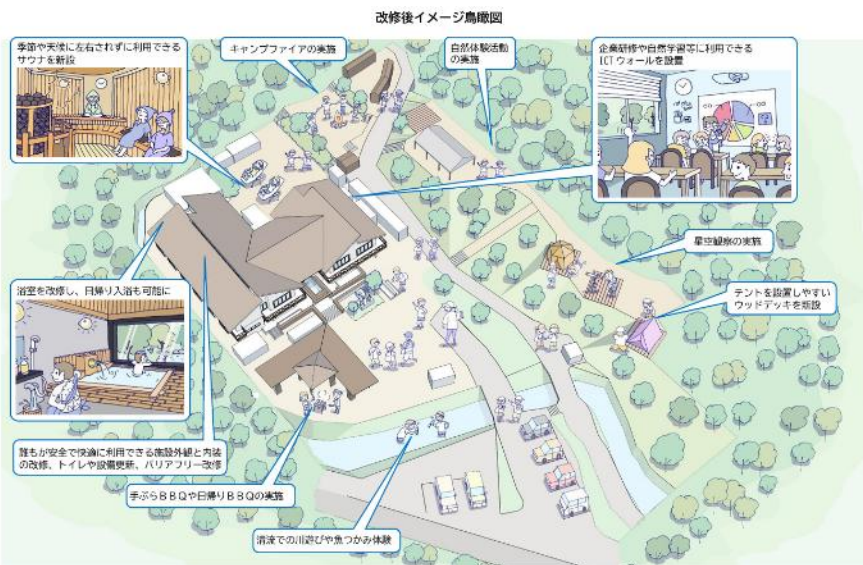 改修後イメージ鳥瞰図
季節や天候に左右されずに利用できる
サウナを新設
キャンプファイアの実施
自然体験活動
の実施
企業研修や自然学習等に利用できる
ICTウォールを設置
星空観察の実施
テントを設置しやすい
ウッドデッキを新設
浴室を改修し、日帰り入浴も可能に
誰もが安全で快適に利用できる施設外観と内装
の改修、トイレや設備更新、バリアフリー改修
手ぶらBBQや日帰りBBQの実施
清流での川遊びや魚つかみ体験